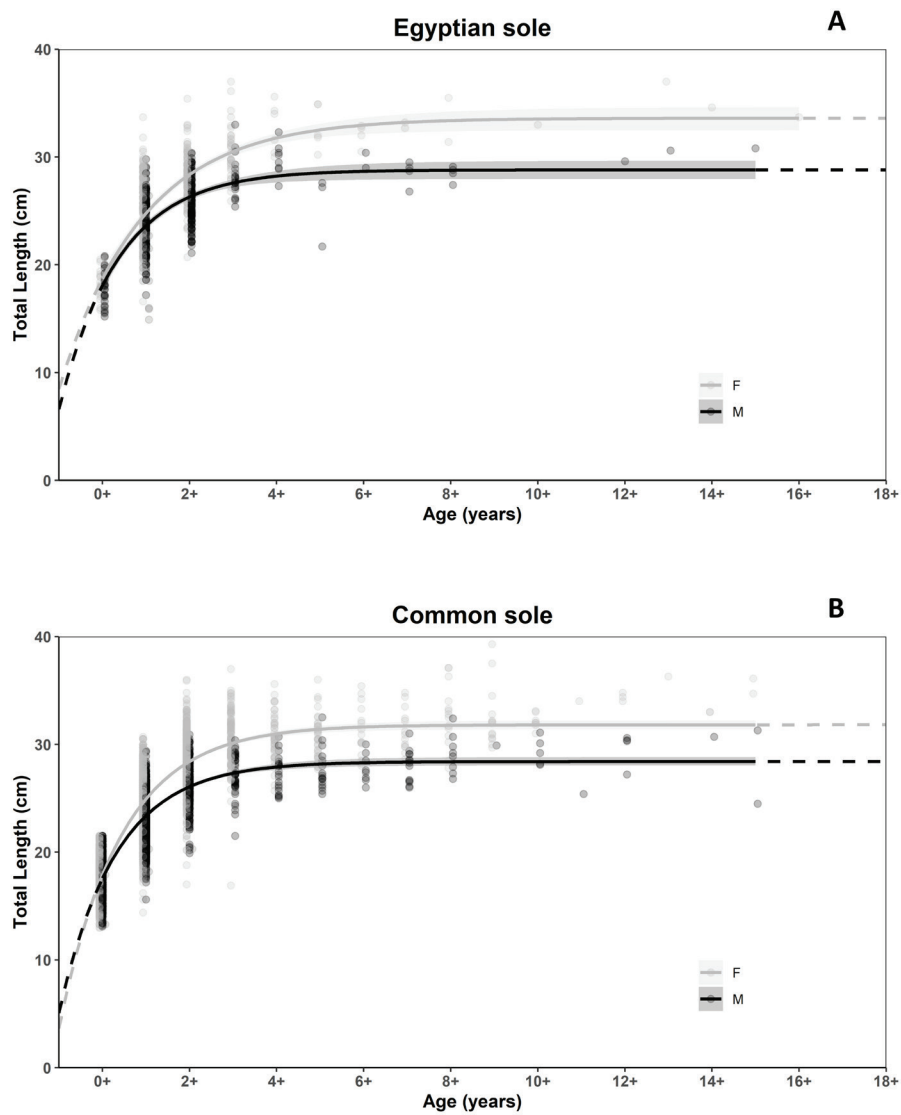 Egyptian sole
A
40
30
20
10
0
Total Length (cm)
F
M
0+ 2+ 4+ 6+ 8+ 10+ 12+ 14+ 16+ 18+
Age (years)
Common sole
B
40
30
20
10
0
Total Length (cm)
F
M
0+ 2+ 4+ 6+ 8+ 10+ 12+ 14+ 16+ 18+
Age (years)